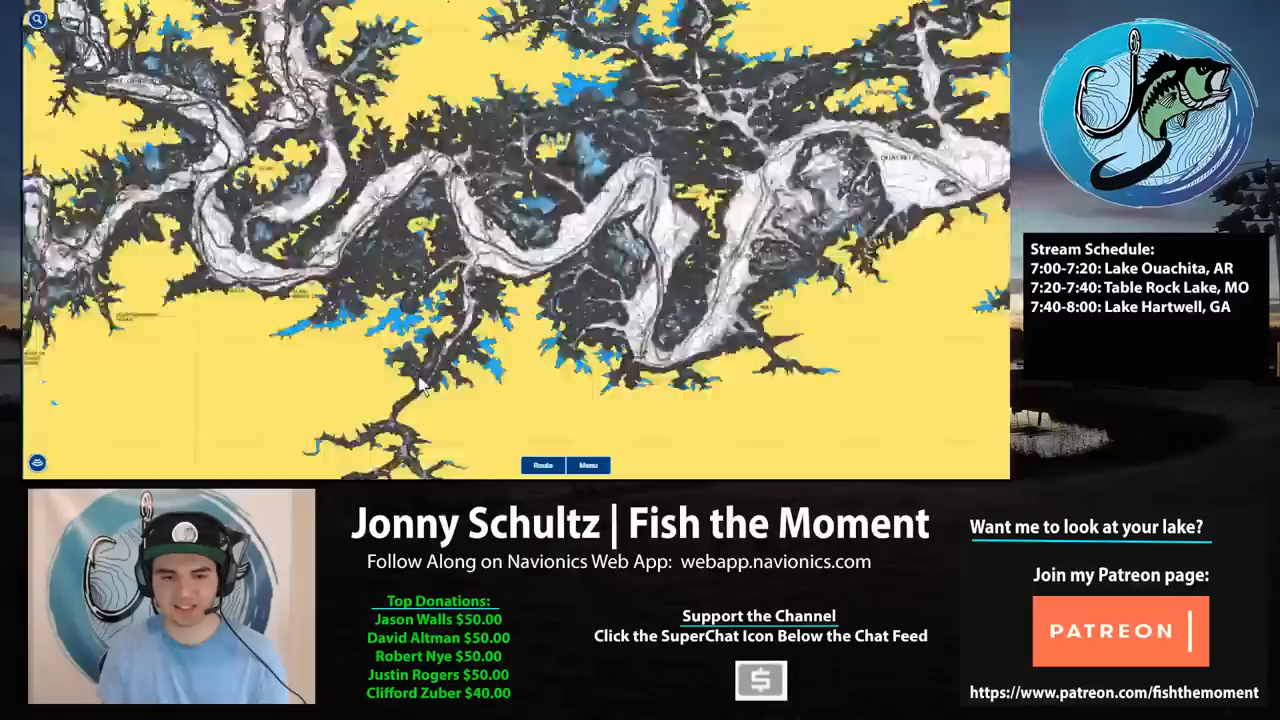 Route
Menu
Stream Schedule:
7:00-7:20: Lake Ouachita, AR
7:20-7:40: Table Rock Lake, MO
7:40-8:00: Lake Hartwell, GA
Jonny Schultz | Fish the Moment
Follow Along on Navionics Web App: webapp.navionics.com
Top Donations:
Jason Walls $50.00
David Altman $50.00
Robert Nye $50.00
Justin Rogers $50.00
Clifford Zuber $40.00
Support the Channel
Click the SuperChat Icon Below the Chat Feed
$
Want me to look at your lake?
Join my Patreon page:
PATREON
https://www.patreon.com/fishthemoment